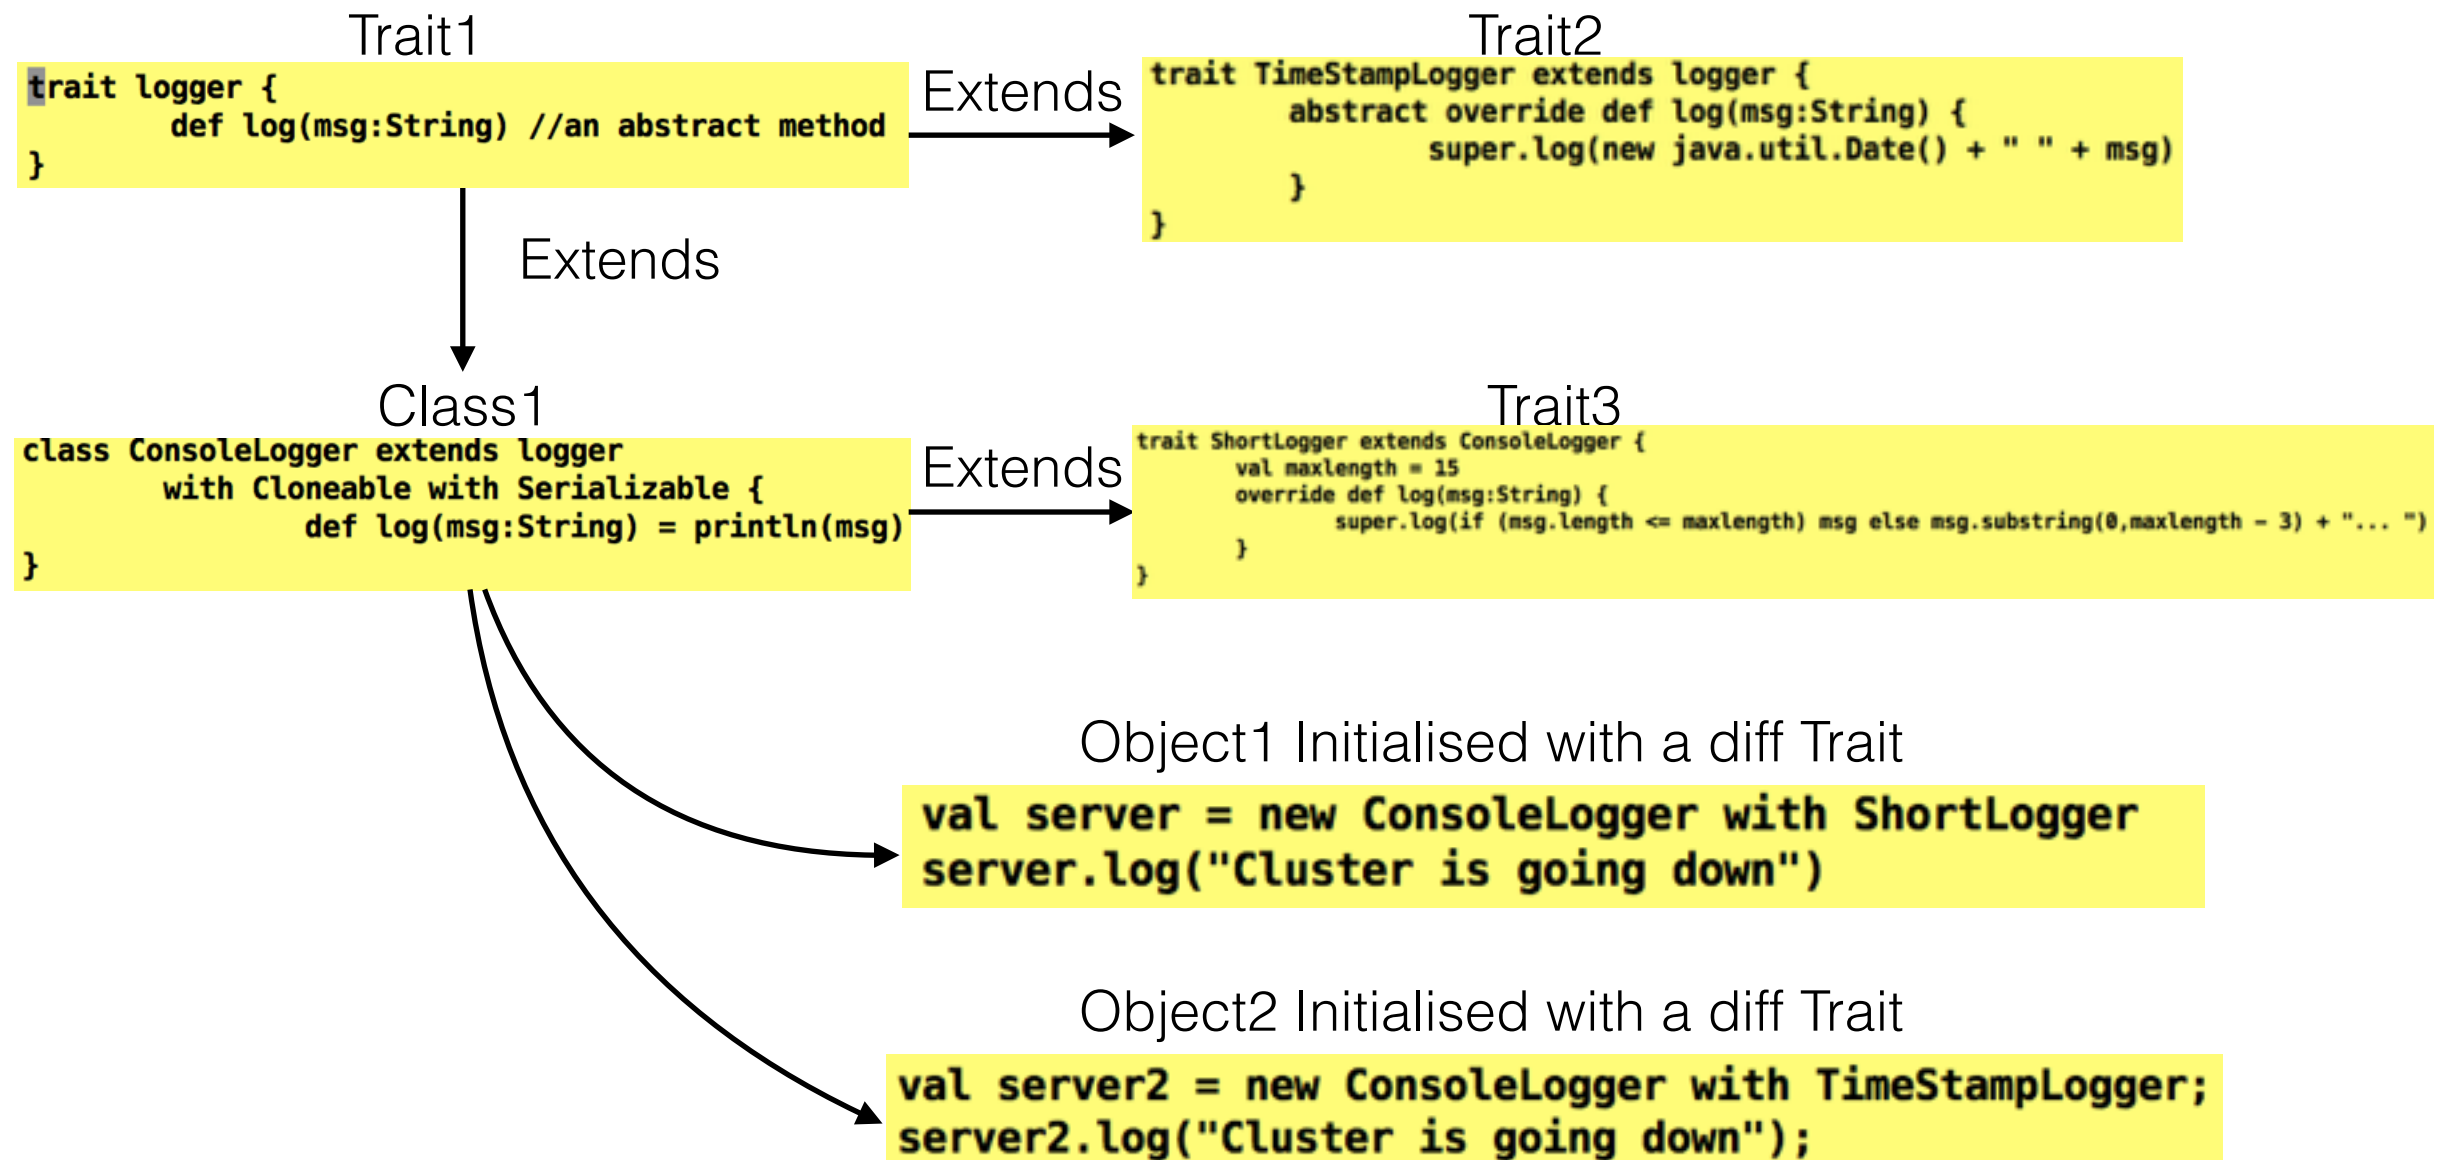 Trait1
trait logger {
def log(msg:String) //an abstract method
}
Extends
Trait2
trait TimeStampLogger extends logger {
abstract override def log(msg:String) {
super.log(new java.util.Date() + " " + msg)
}
}
Extends
Class1
class ConsoleLogger extends logger
with Cloneable with Serializable {
def log(msg:String) = println(msg)
}
Extends
Trait3
trait ShortLogger extends ConsoleLogger {
val maxlength = 15
override def log(msg:String) {
super.log(if (msg.length <= maxlength) msg else msg.substring(0,maxlength - 3) + "... ")
}
}
Object1 Initialised with a diff Trait
val server = new ConsoleLogger with ShortLogger
server.log("Cluster is going down")
Object2 Initialised with a diff Trait
val server2 = new ConsoleLogger with TimeStampLogger;
server2.log("Cluster is going down");